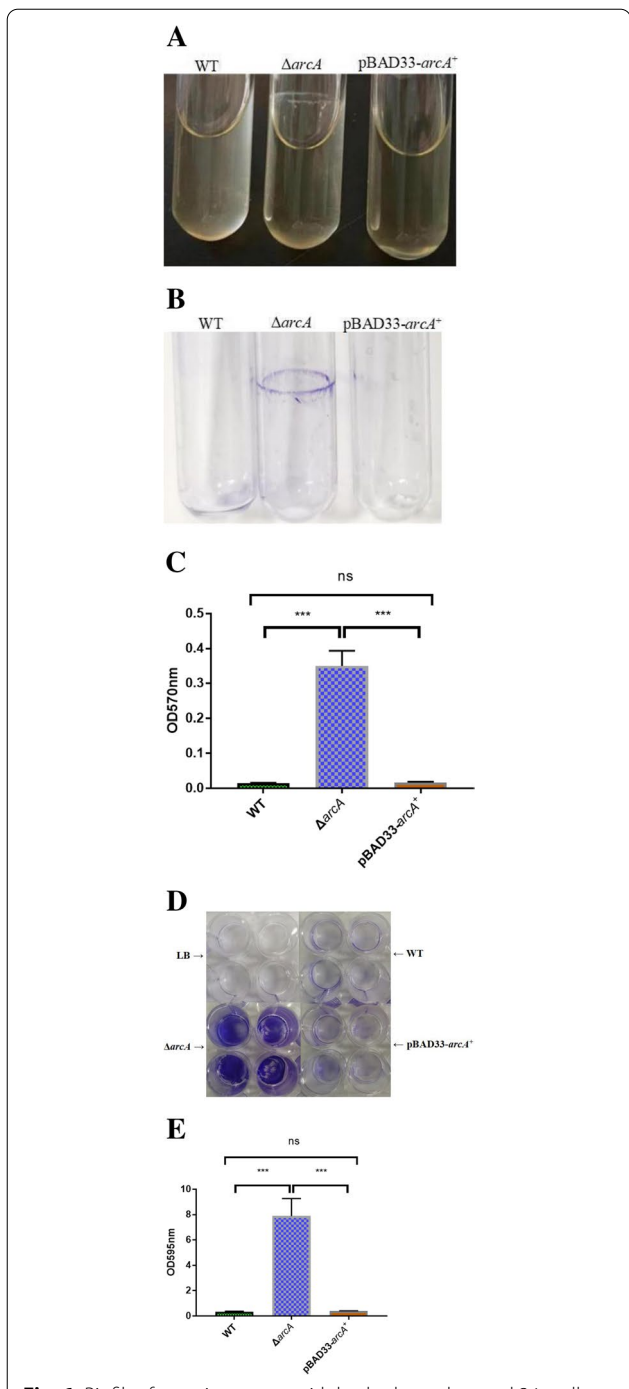 A
WT ΔarcA pBAD33-arcA+
B
WT ΔarcA pBAD33-arcA+
C
ns
*** ***
0.5
0.4
0.3
0.2
0.1
0.0
OD570nm
WT ΔarcA pBAD33-arcA+
D
LB → ← WT
ΔarcA → ← pBAD33-arcA+
E
ns
*** ***
10
8
6
4
2
0
OD595nm
WT ΔarcA pBAD33-arcA+